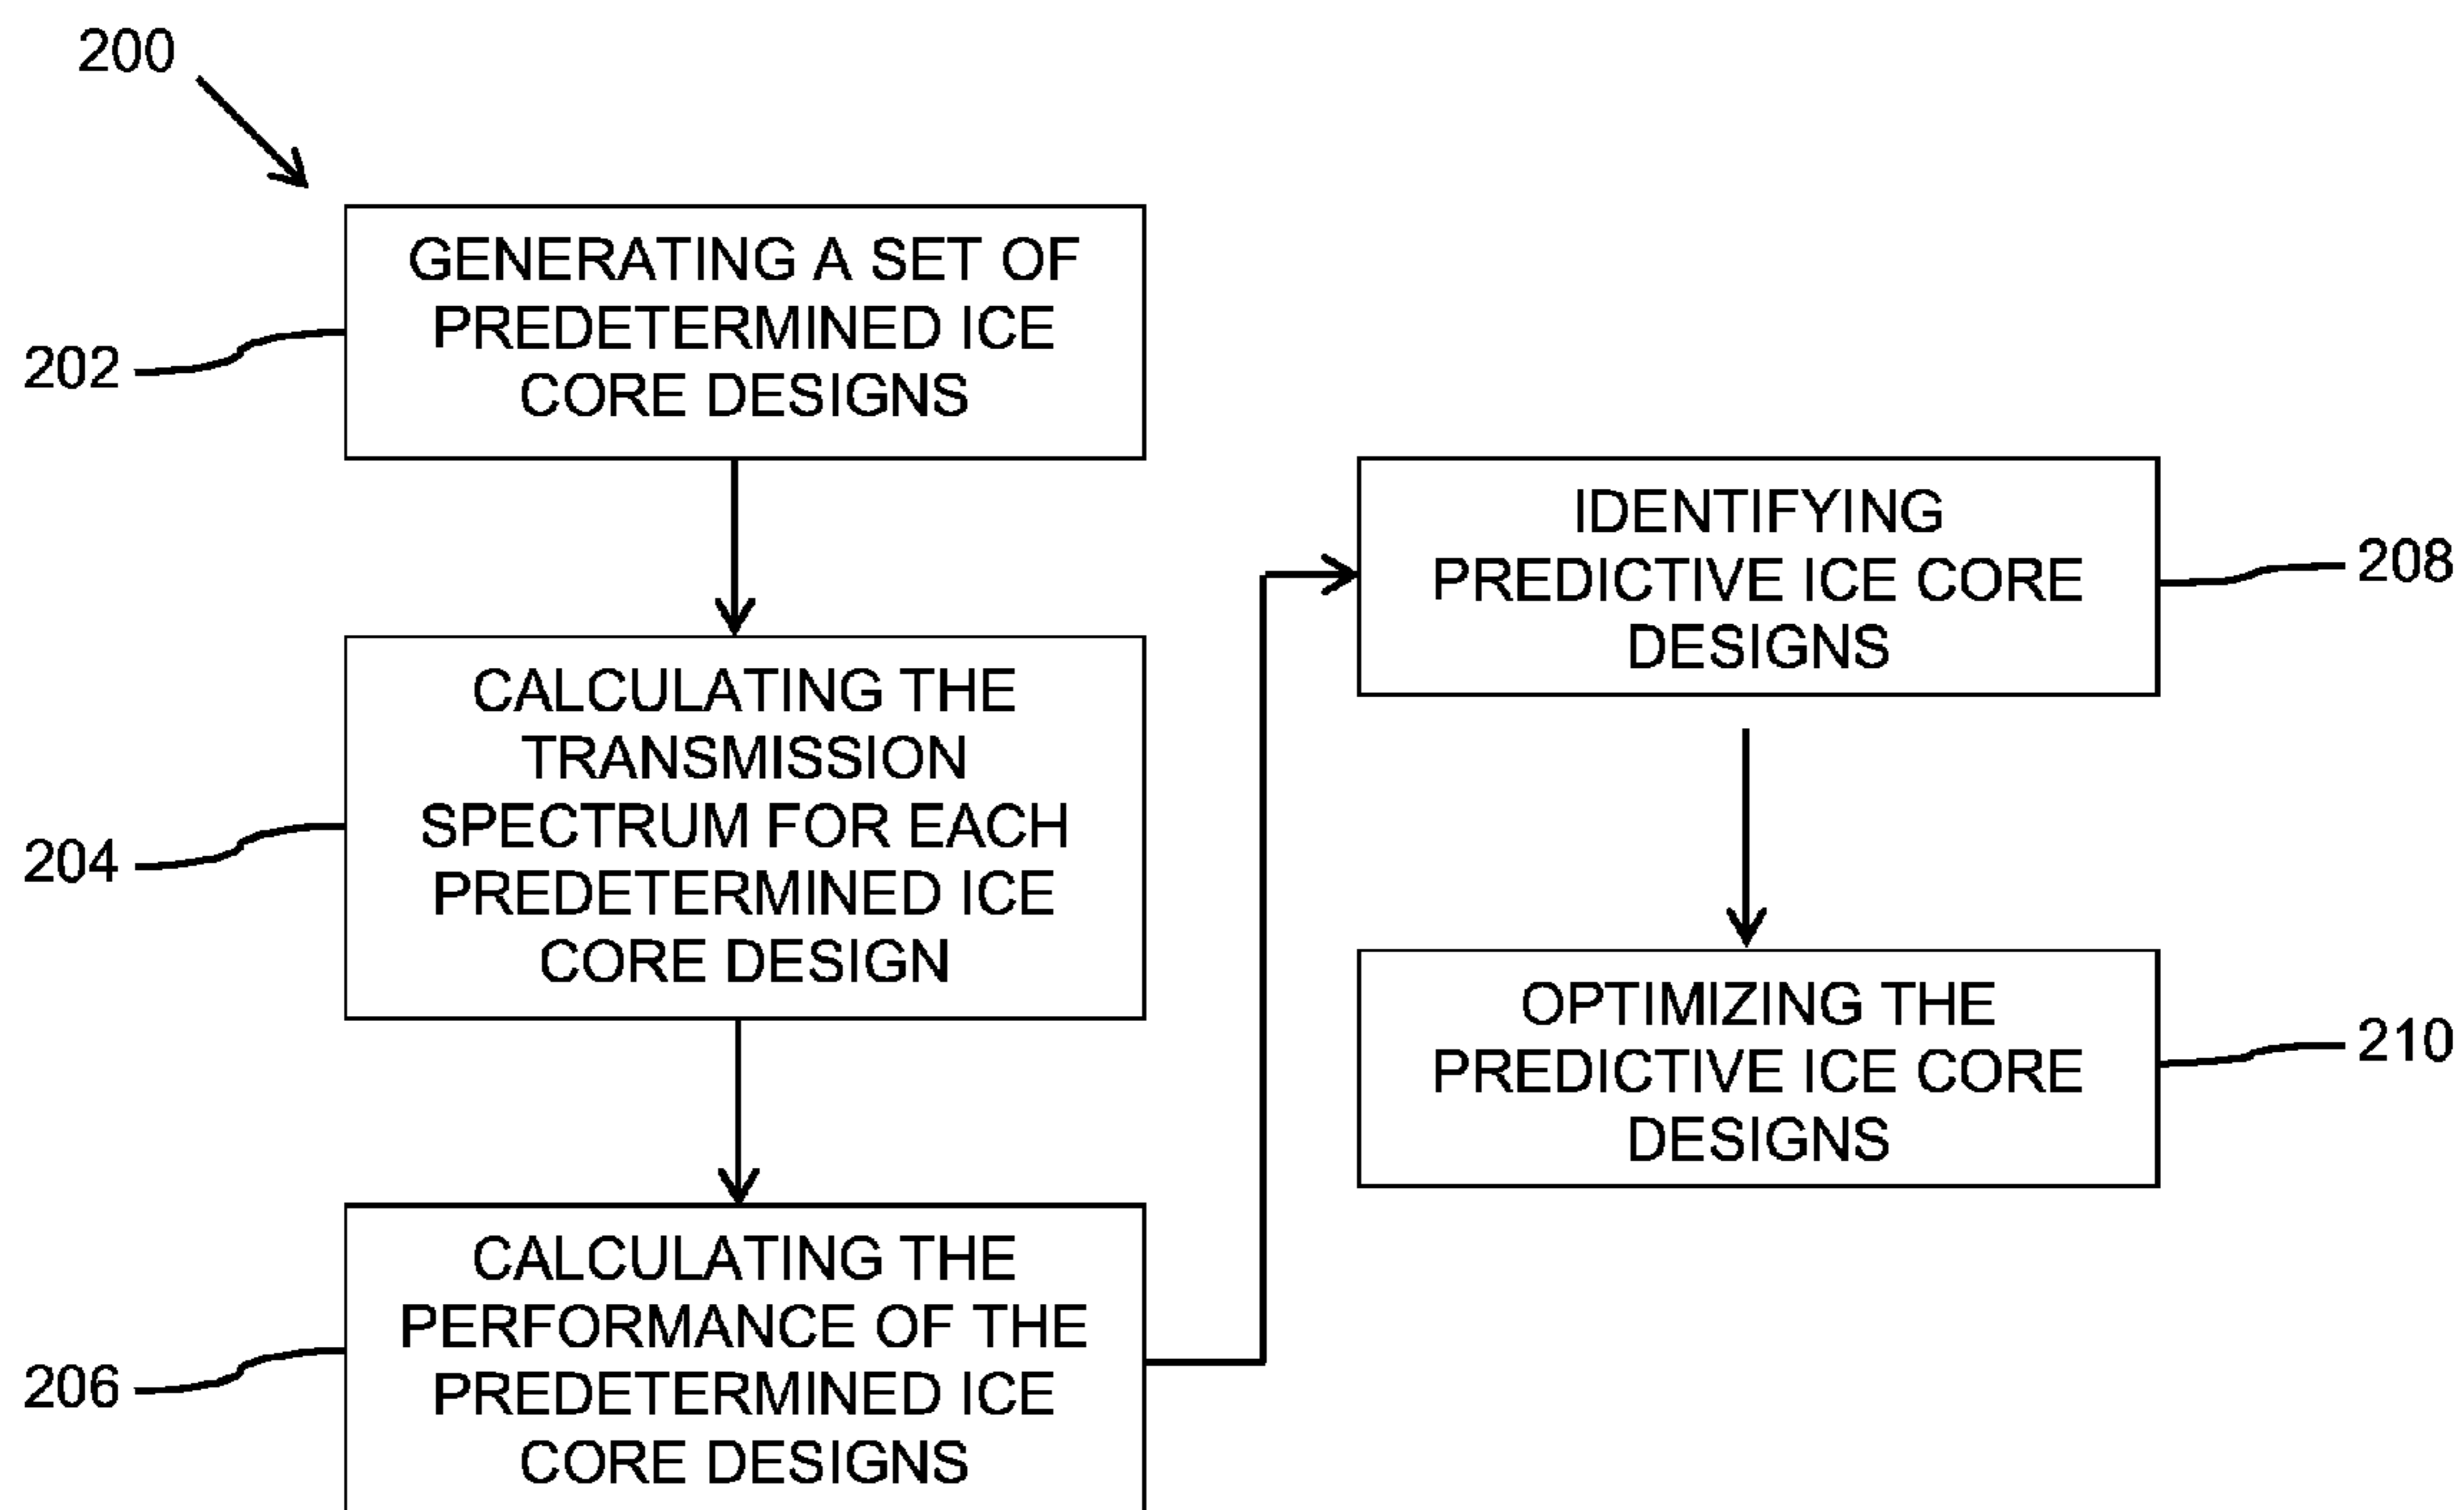 200
GENERATING A SET OF
PREDETERMINED ICE
CORE DESIGNS
202
CALCULATING THE
TRANSMISSION
SPECTRUM FOR EACH
PREDETERMINED ICE
CORE DESIGN
204
CALCULATING THE
PERFORMANCE OF THE
PREDETERMINED ICE
CORE DESIGNS
206
IDENTIFYING
PREDICTIVE ICE CORE
DESIGNS
208
OPTIMIZING THE
PREDICTIVE ICE CORE
DESIGNS
210